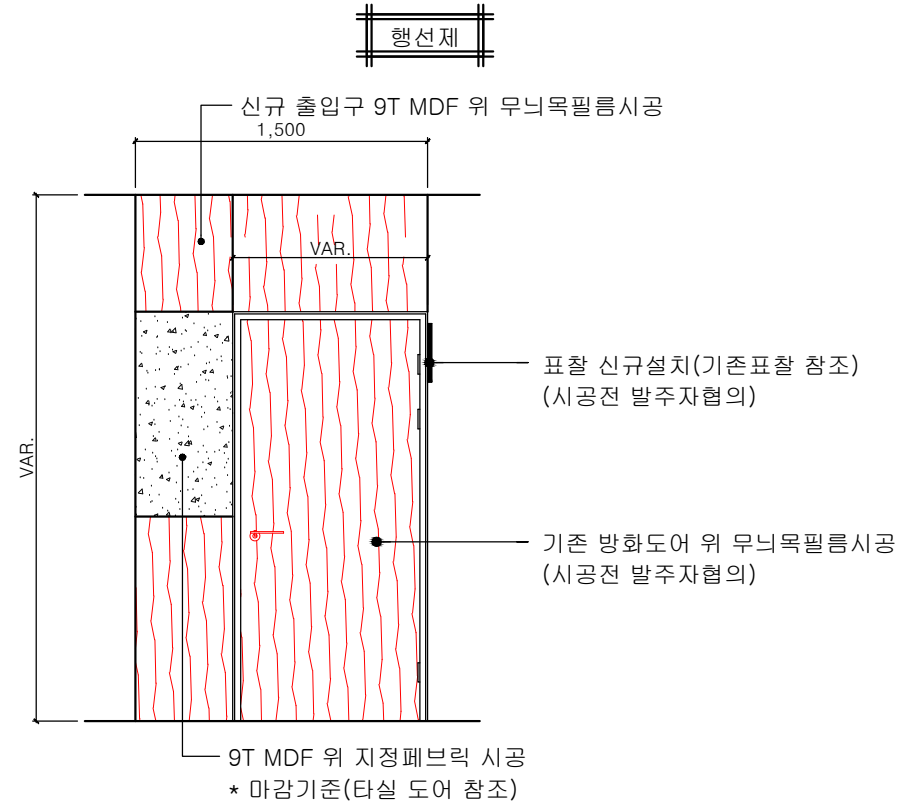 행선제
신규 출입구 9T MDF 위 무늬목필름시공
1,500
VAR.
VAR.
표찰 신규설치(기존표찰 참조)
(시공전 발주자협의)
기존 방화도어 위 무늬목필름시공
(시공전 발주자협의)
9T MDF 위 지정페브릭 시공
* 마감기준(타실 도어 참조)